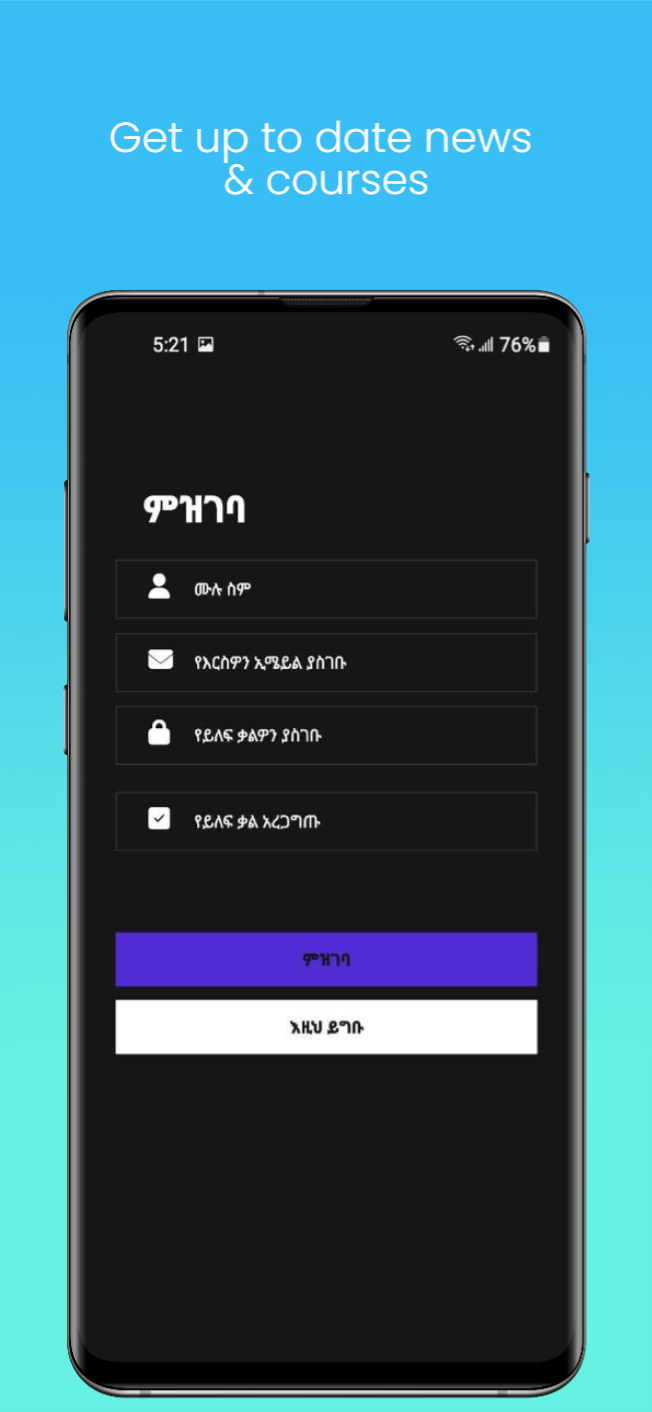 Get up to date news
& courses
5:21 76%
ምዝገባ
ሙሉ ስም
የእርስዎን ኢሜይል ያስገቡ
የይለፍ ቃልዎን ያስገቡ
የይለፍ ቃል አረጋግጡ
ምዝገባ
እዚህ ይግቡ